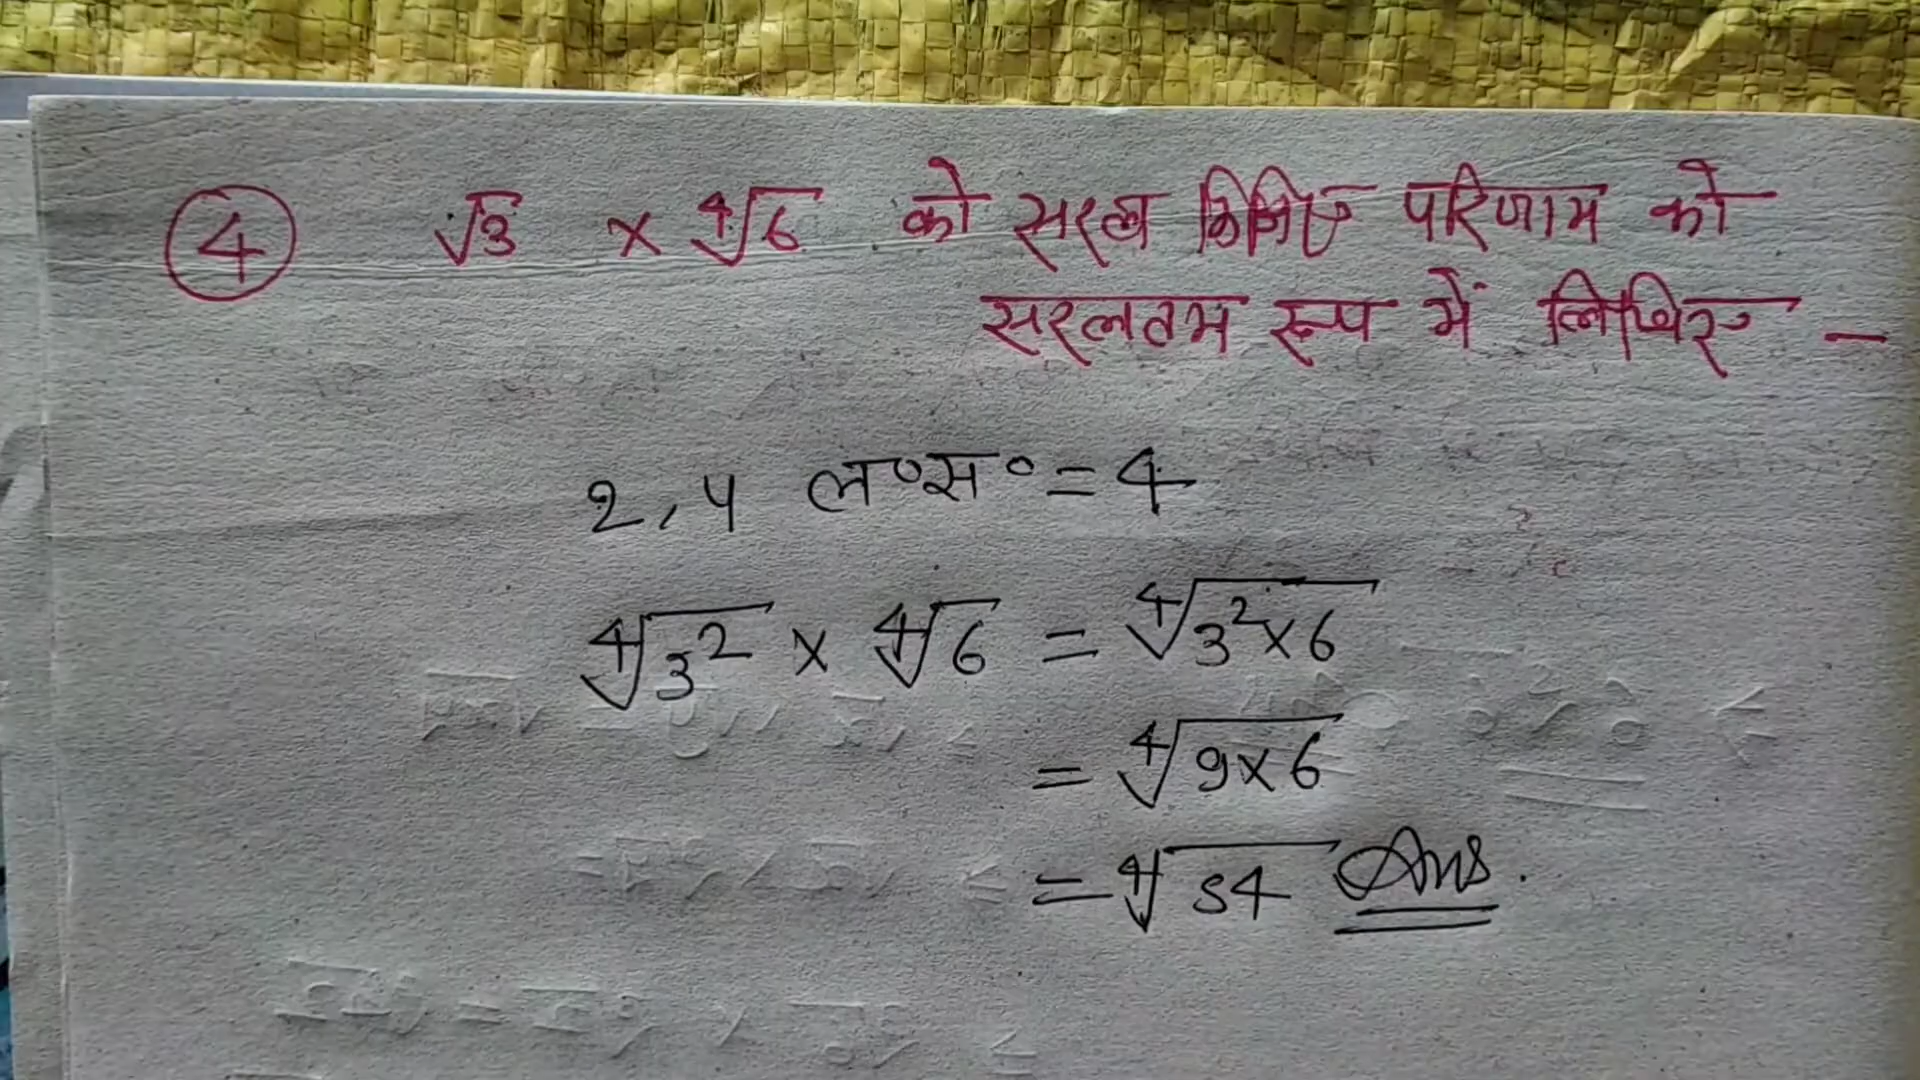 ④ √3 × ∜6 को सरल किजिए परिणाम को
सरलतम रूप में लिखिए –
2, 4 ल०स० = 4
∜3² × ∜6 = ∜3²×6
= ∜9×6
= ∜54 Ans.